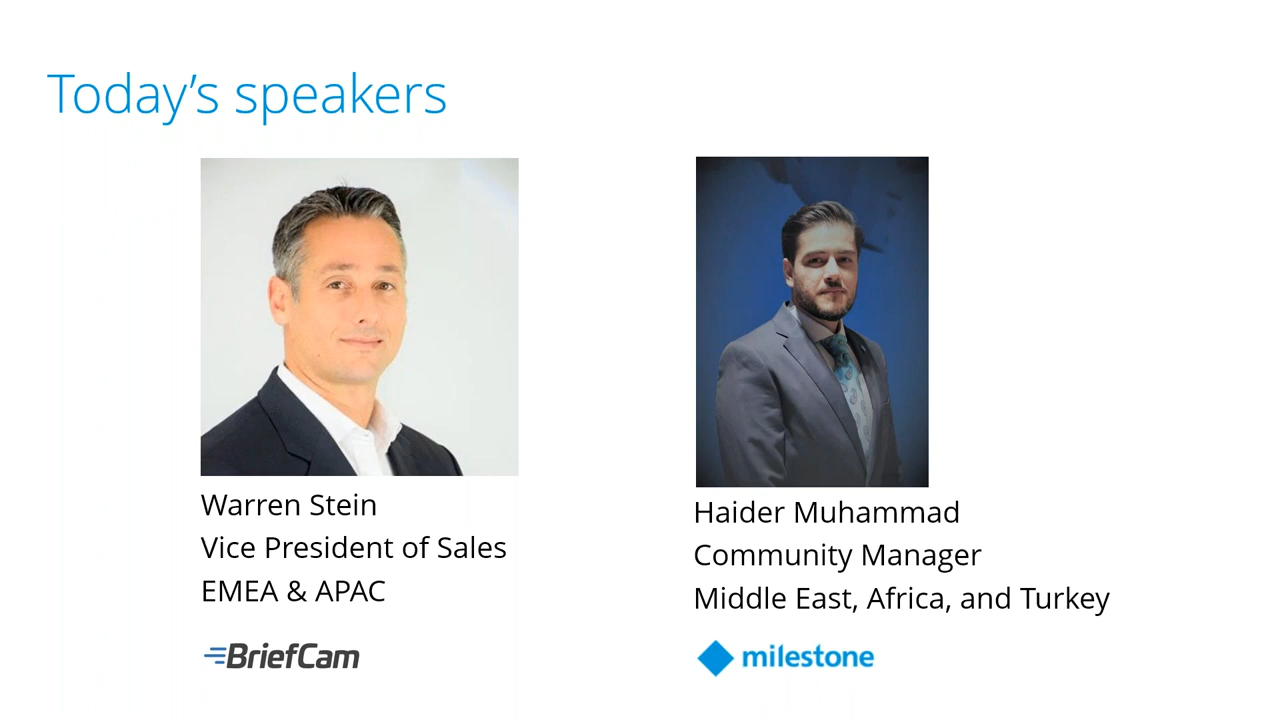 Today’s speakers
Warren Stein
Vice President of Sales
EMEA & APAC
BriefCam
Haider Muhammad
Community Manager
Middle East, Africa, and Turkey
milestone